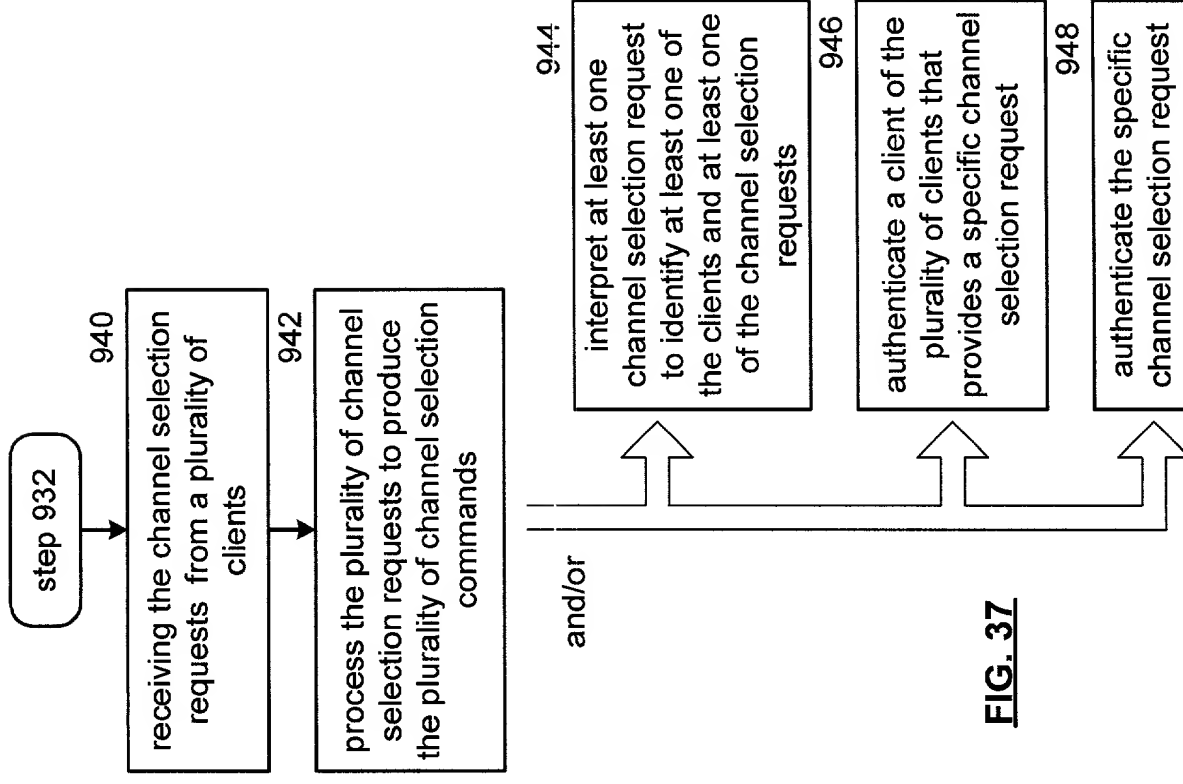 step 932
940
receiving the channel selection
requests from a plurality of
clients
942
process the plurality of channel
selection requests to produce
the plurality of channel selection
commands
and/or
944
interpret at least one
channel selection request
to identify at least one of
the clients and at least one
of the channel selection
requests
946
authenticate a client of the
plurality of clients that
provides a specific channel
selection request
948
authenticate the specific
channel selection request
FIG. 37